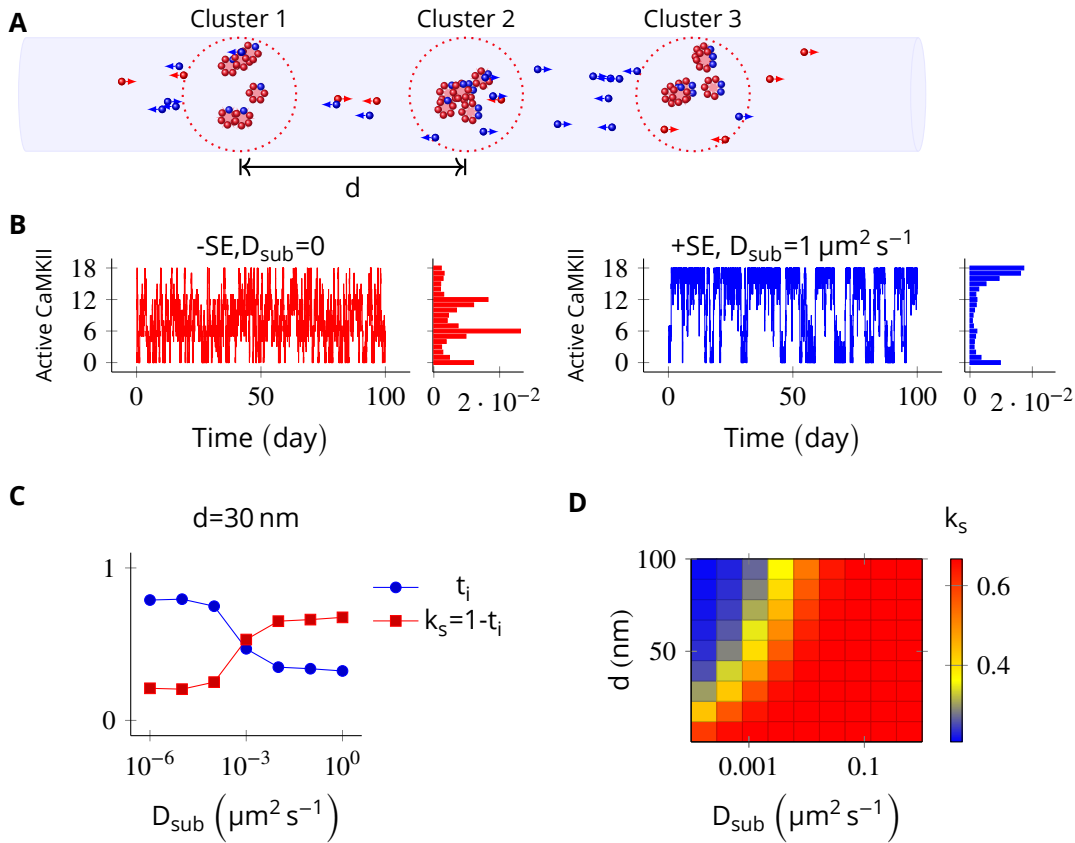 A
Cluster 1 Cluster 2 Cluster 3
d
B
-SE,D_sub=0
Active CaMKII
18
12
6
0
0 50 100
Time (day)
0 2 · 10⁻²
+SE, D_sub=1 µm² s⁻¹
Active CaMKII
18
12
6
0
0 50 100
Time (day)
0 2 · 10⁻²
C
d=30 nm
1
0
10⁻⁶ 10⁻³ 10⁰
D_sub (µm² s⁻¹)
t_i
k_s=1-t_i
D
k_s
100
50
d (nm)
0.001 0.1
D_sub (µm² s⁻¹)
0.6
0.4